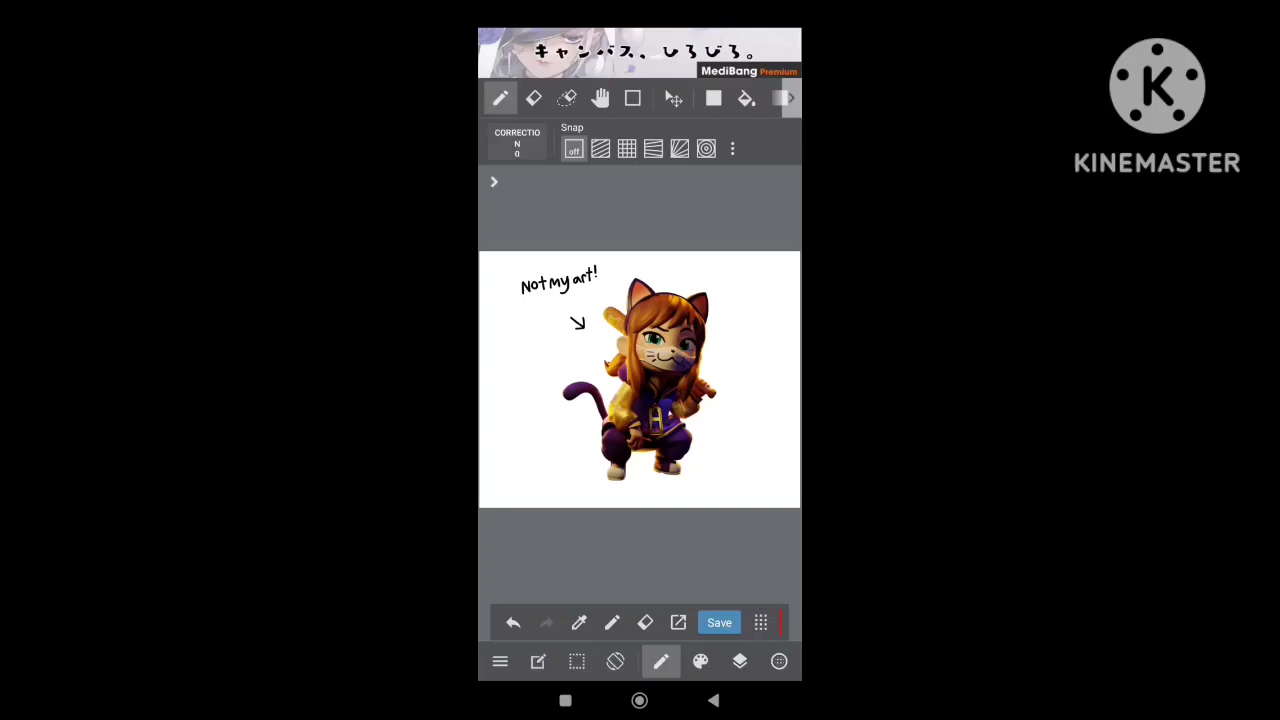 キャンバス、ひろびろ。
MediBang Premium
CORRECTIO
N
0
Snap
off
KINEMASTER
Not my art!
Save